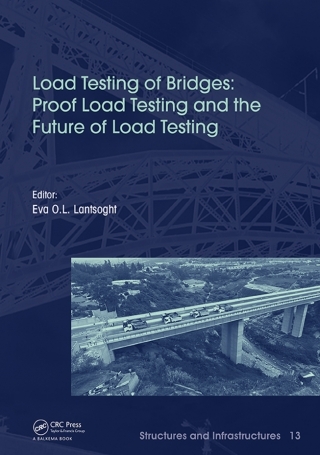 Load Testing of Bridges:
Proof Load Testing and the
Future of Load Testing
Editor:
Eva O.L. Lantsoght
CRC
CRC Press
Taylor & Francis Group
A BALKEMA BOOK
Structures and Infrastructures 13